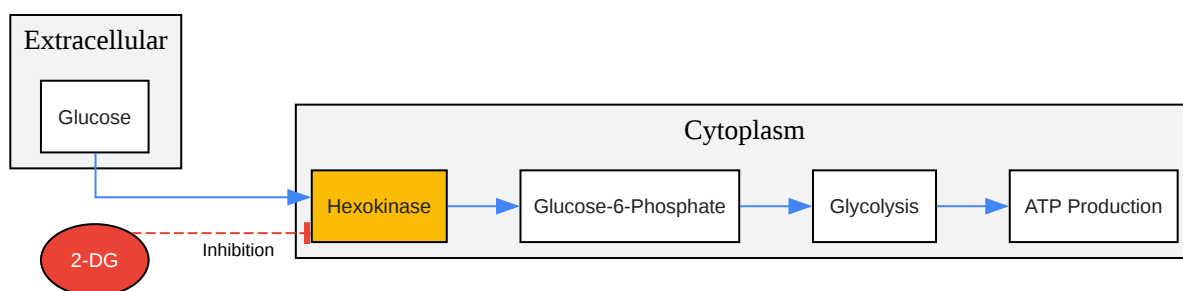 Extracellular
Glucose
Cytoplasm
Hexokinase
Glucose-6-Phosphate
Glycolysis
ATP Production
2-DG
Inhibition